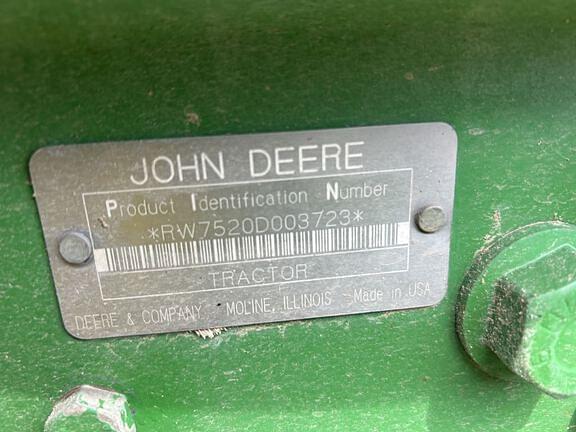 JOHN DEERE
Product Identification Number
*RW7520D003723*
TRACTOR
DEERE & COMPANY MOLINE, ILLINOIS Made in USA